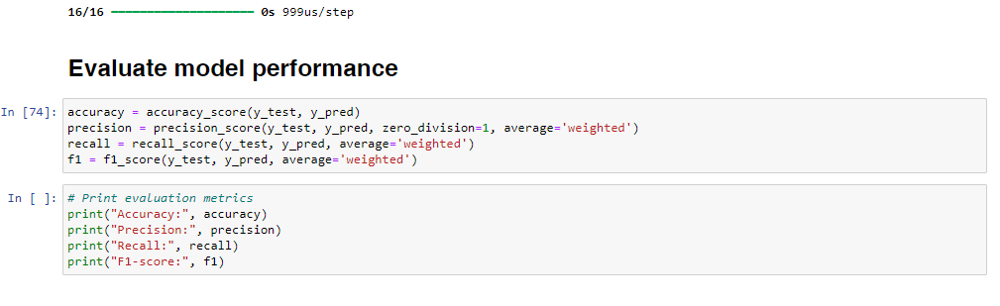 16/16 ━━━━━━━━━━━━━━━━━━━━ 0s 999us/step
Evaluate model performance
In [74]: accuracy = accuracy_score(y_test, y_pred)
precision = precision_score(y_test, y_pred, zero_division=1, average='weighted')
recall = recall_score(y_test, y_pred, average='weighted')
f1 = f1_score(y_test, y_pred, average='weighted')
In [ ]: # Print evaluation metrics
print("Accuracy:", accuracy)
print("Precision:", precision)
print("Recall:", recall)
print("F1-score:", f1)